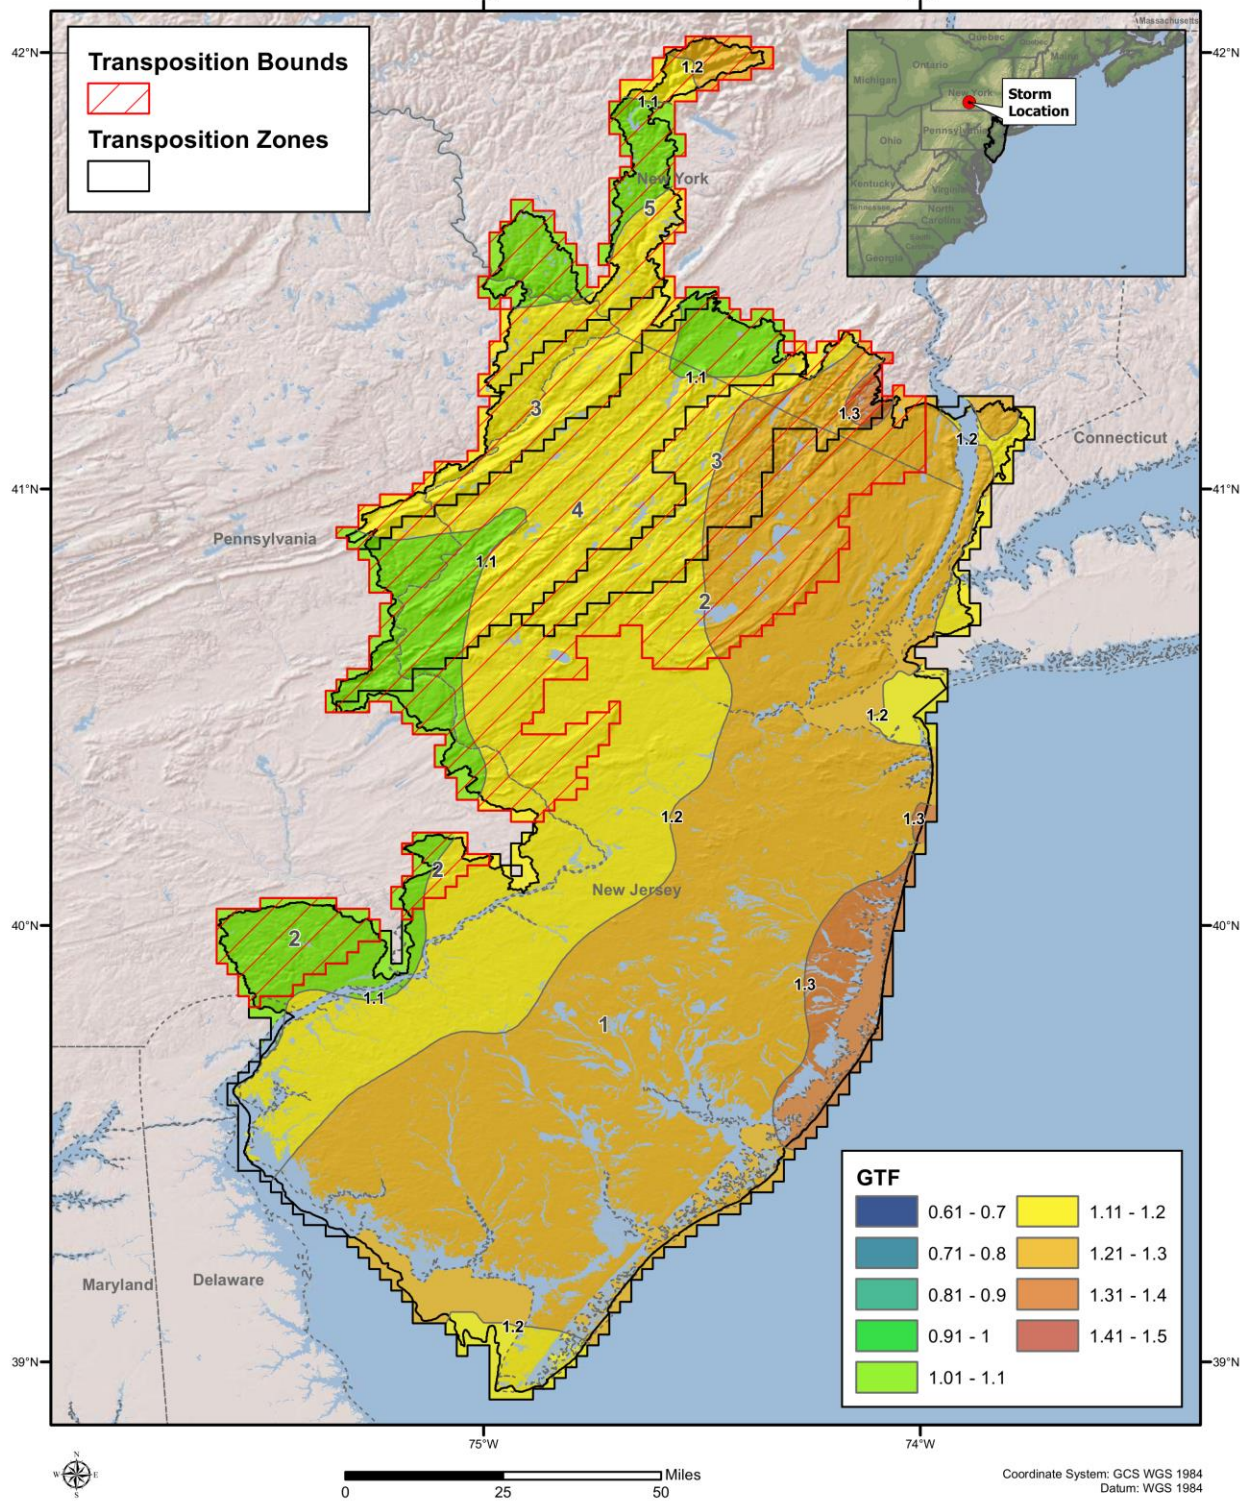 42°N
42°N
Transposition Bounds
Transposition Zones
Massachusetts
Quebec
Ontario
Maine
Michigan
New York
Storm
Location
Pennsylvania
Ohio
Kentucky
Virginia
Tennessee
North
Carolina
South
Carolina
Georgia
1.2
1.1
New York
5
1.1
3
1.3
1.2
Connecticut
3
41°N
41°N
4
Pennsylvania
1.1
2
1.2
1.2
1.3
2
New Jersey
40°N
40°N
2
1.1
1.3
1
GTF
0.61 - 0.7
1.11 - 1.2
0.71 - 0.8
1.21 - 1.3
0.81 - 0.9
1.31 - 1.4
0.91 - 1
1.41 - 1.5
1.01 - 1.1
Maryland
Delaware
1.2
39°N
39°N
75°W
74°W
N
W
E
S
Miles
0
25
50
Coordinate System: GCS WGS 1984
Datum: WGS 1984